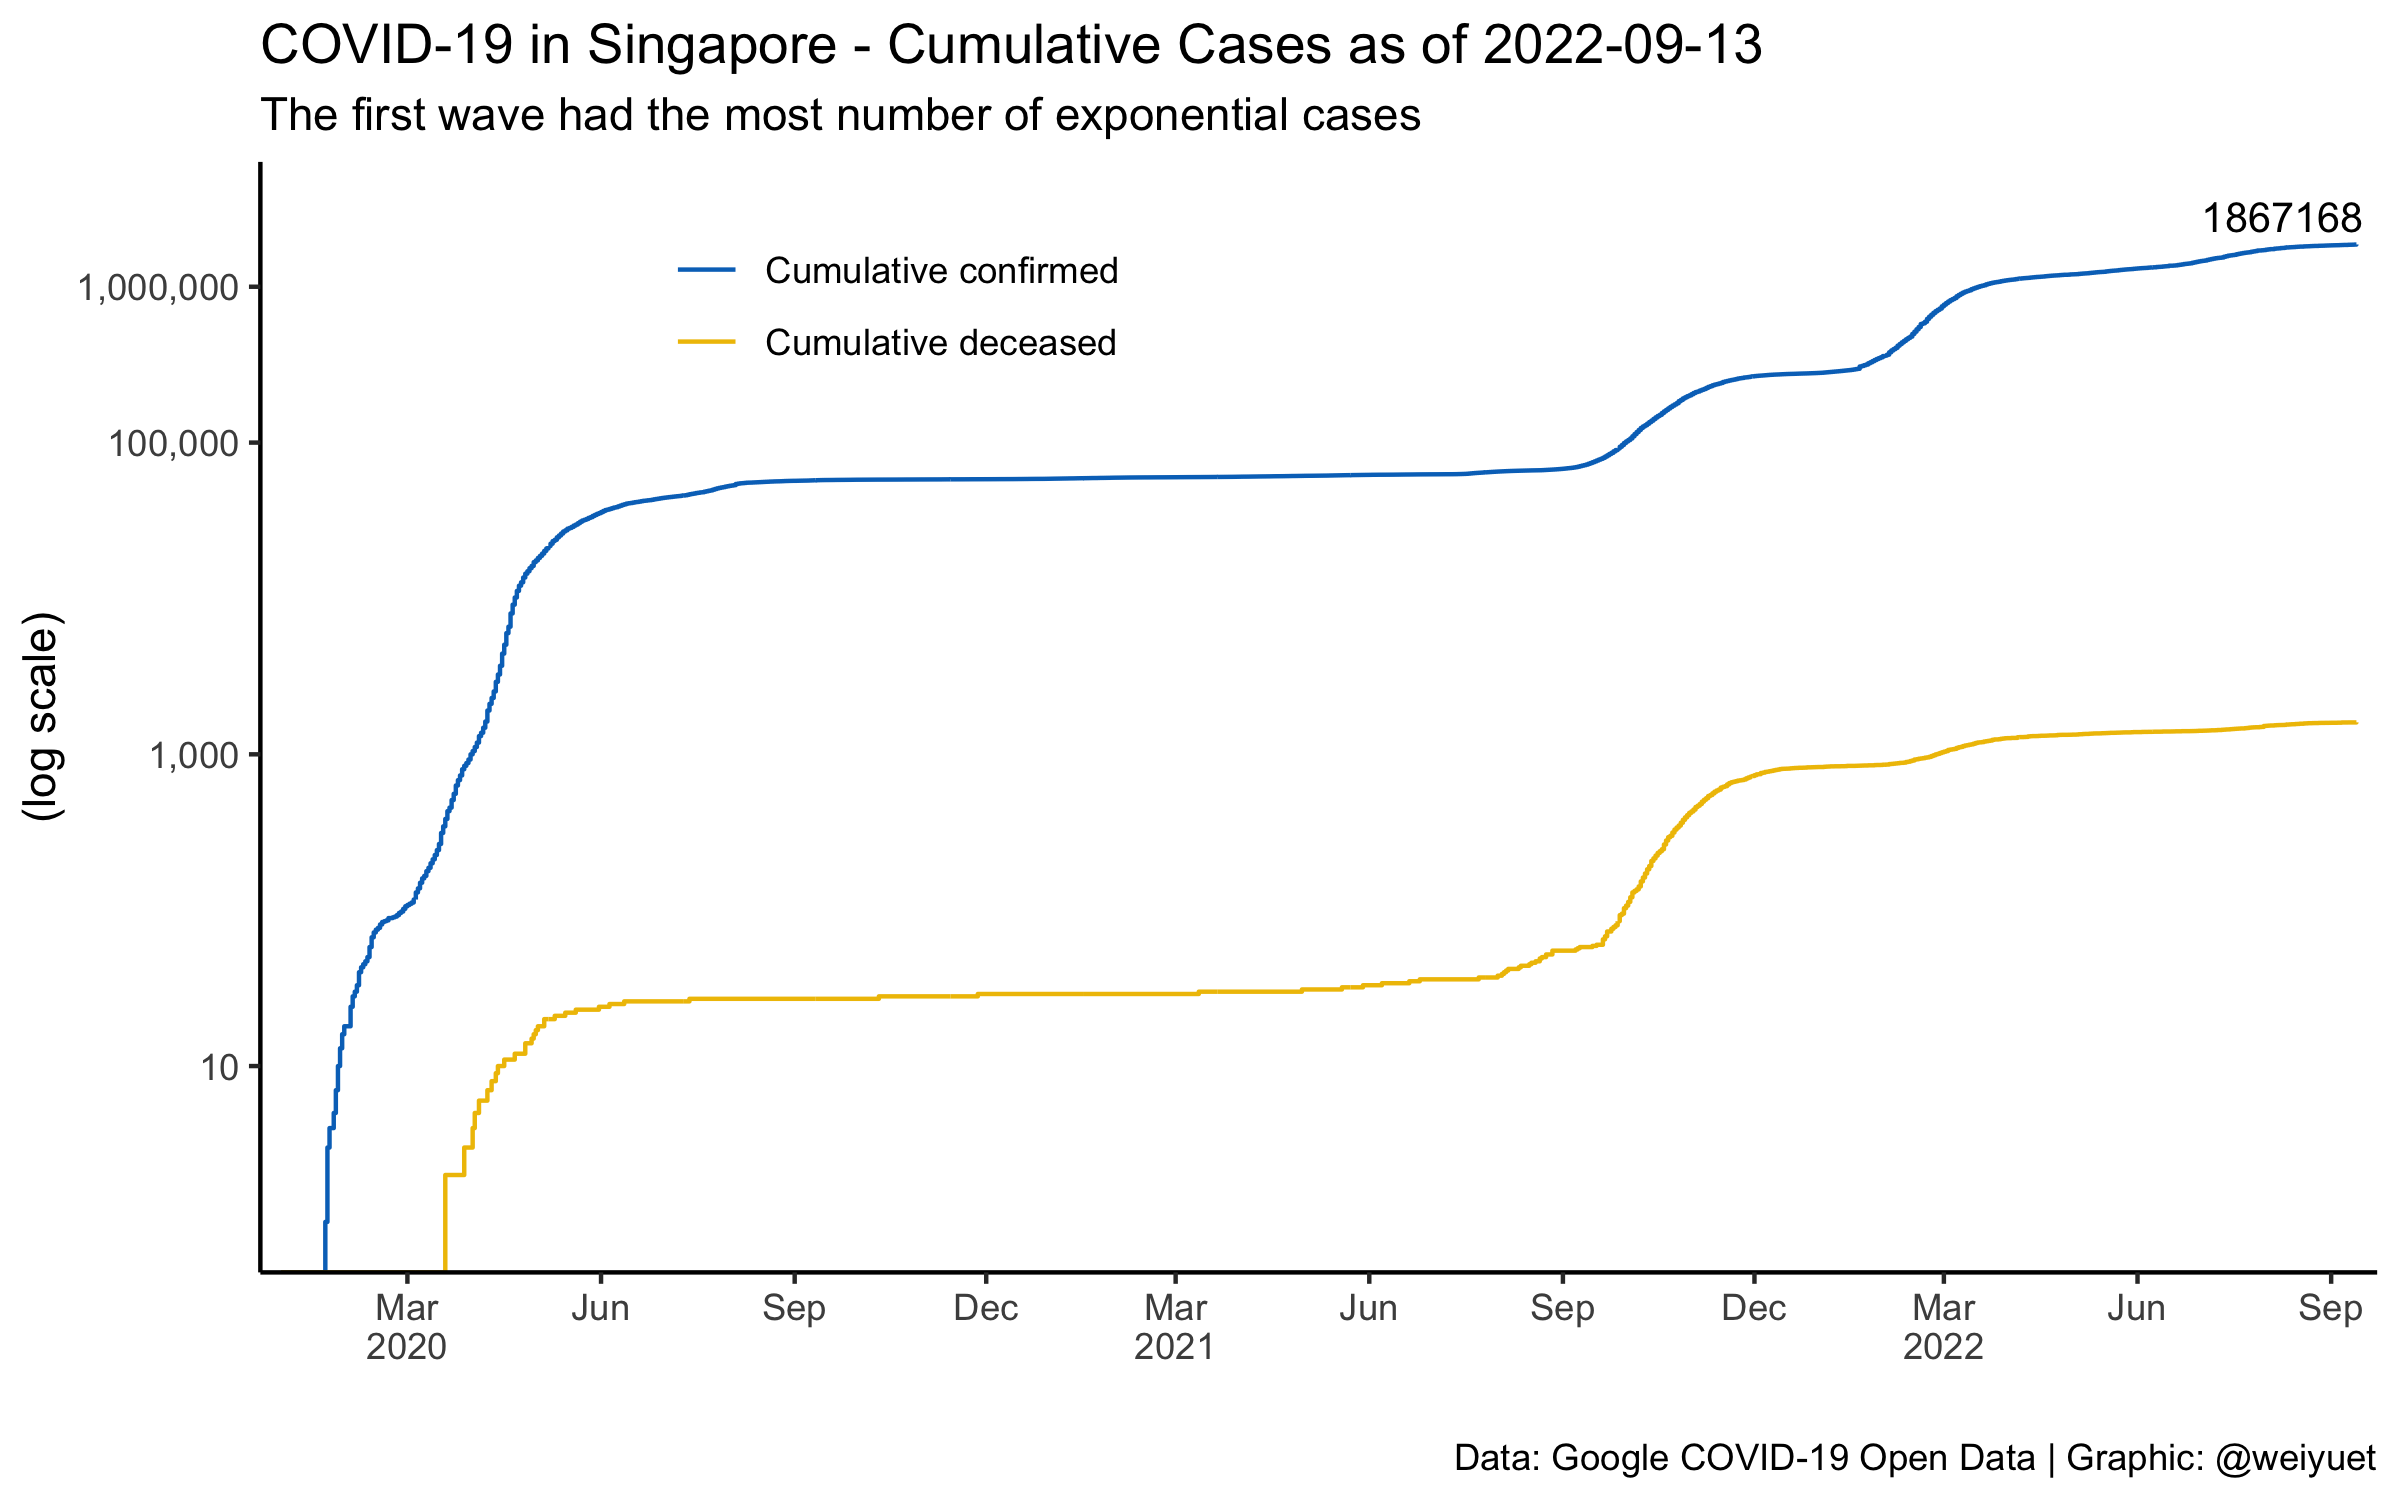 COVID-19 in Singapore - Cumulative Cases as of 2022-09-13
The first wave had the most number of exponential cases
1867168
Cumulative confirmed
Cumulative deceased
1,000,000
100,000
1,000
10
(log scale)
Mar Jun Sep Dec Mar Jun Sep Dec Mar Jun Sep
2020 2021 2022
Data: Google COVID-19 Open Data | Graphic: @weiyuet